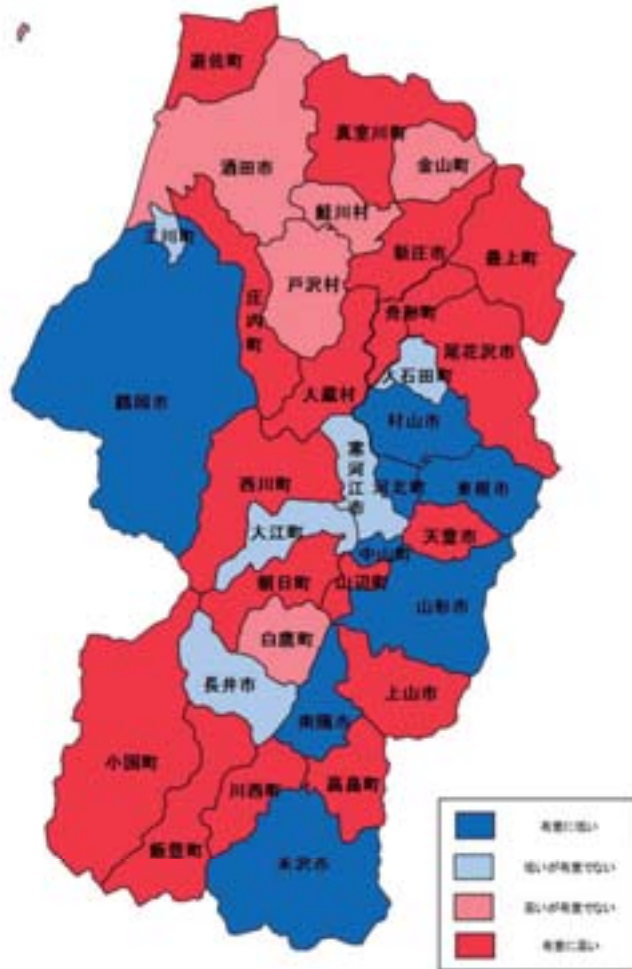 遊佐町
真室川町
酒田市
金山町
鮭川村
三川町
新庄市
最上町
戸沢村
庄内町
舟形町
尾花沢市
大石田町
大蔵村
鶴岡市
村山市
寒河江市
西川町
河北町
東根市
大江町
天童市
中山町
朝日町
山辺町
山形市
白鷹町
長井市
上山市
南陽市
小国町
高畠町
川西町
飯豊町
米沢市
有意に低い
低いが有意でない
高いが有意でない
有意に高い